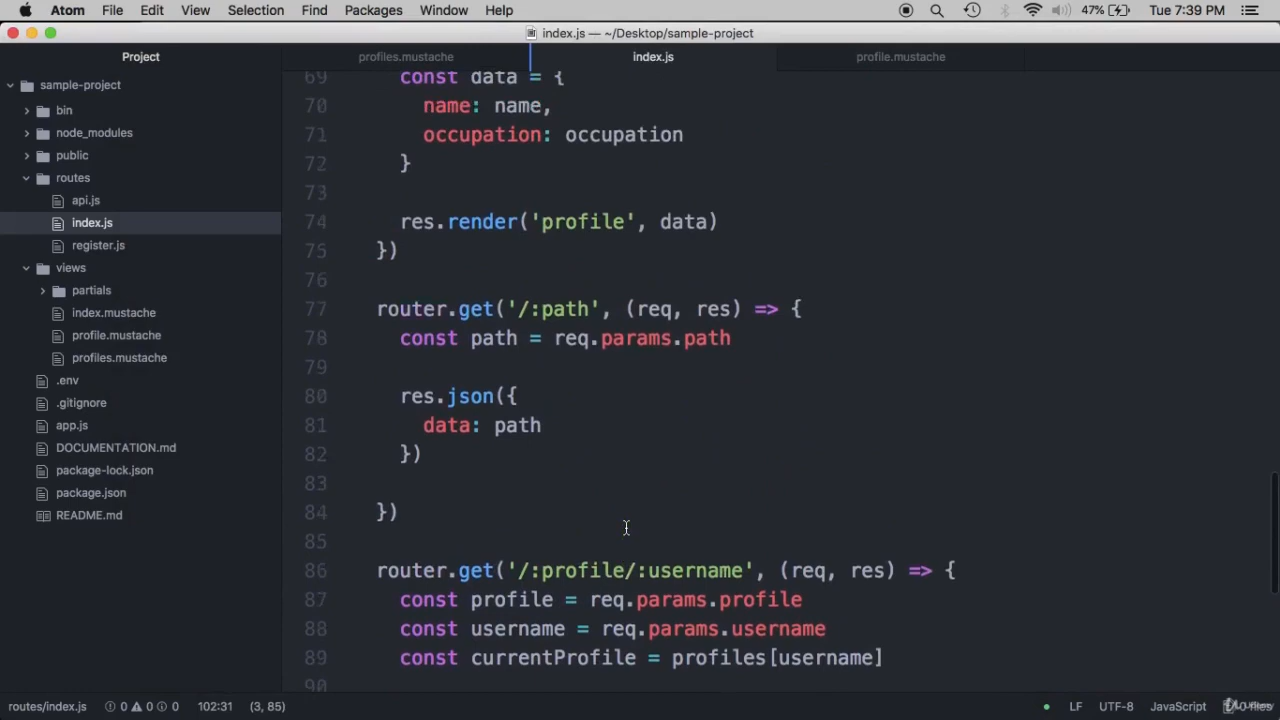 Atom File Edit View Selection Find Packages Window Help 47% Tue 7:39 PM
index.js — ~/Desktop/sample-project
Project profiles.mustache index.js profile.mustache
sample-project
bin
node_modules
public
routes
api.js
index.js
register.js
views
partials
index.mustache
profile.mustache
profiles.mustache
.env
.gitignore
app.js
DOCUMENTATION.md
package-lock.json
package.json
README.md
69 const data = {
70 name: name,
71 occupation: occupation
72 }
73
74 res.render('profile', data)
75 })
76
77 router.get('/:path', (req, res) => {
78 const path = req.params.path
79
80 res.json({
81 data: path
82 })
83
84 })
85
86 router.get('/:profile/:username', (req, res) => {
87 const profile = req.params.profile
88 const username = req.params.username
89 const currentProfile = profiles[username]
90
routes/index.js 0 0 0 102:31 (3, 85) LF UTF-8 JavaScript files